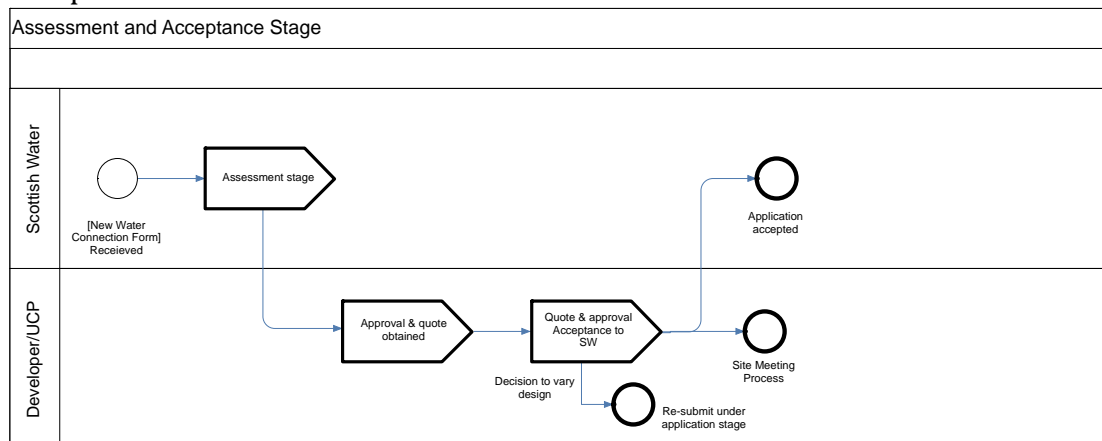 Assessment and Acceptance Stage
Scottish Water
Assessment stage
[New Water
Connection Form]
Receieved
Application
accepted
Developer/UCP
Approval & quote
obtained
Quote & approval
Acceptance to
SW
Site Meeting
Process
Decision to vary
design
Re-submit under
application stage